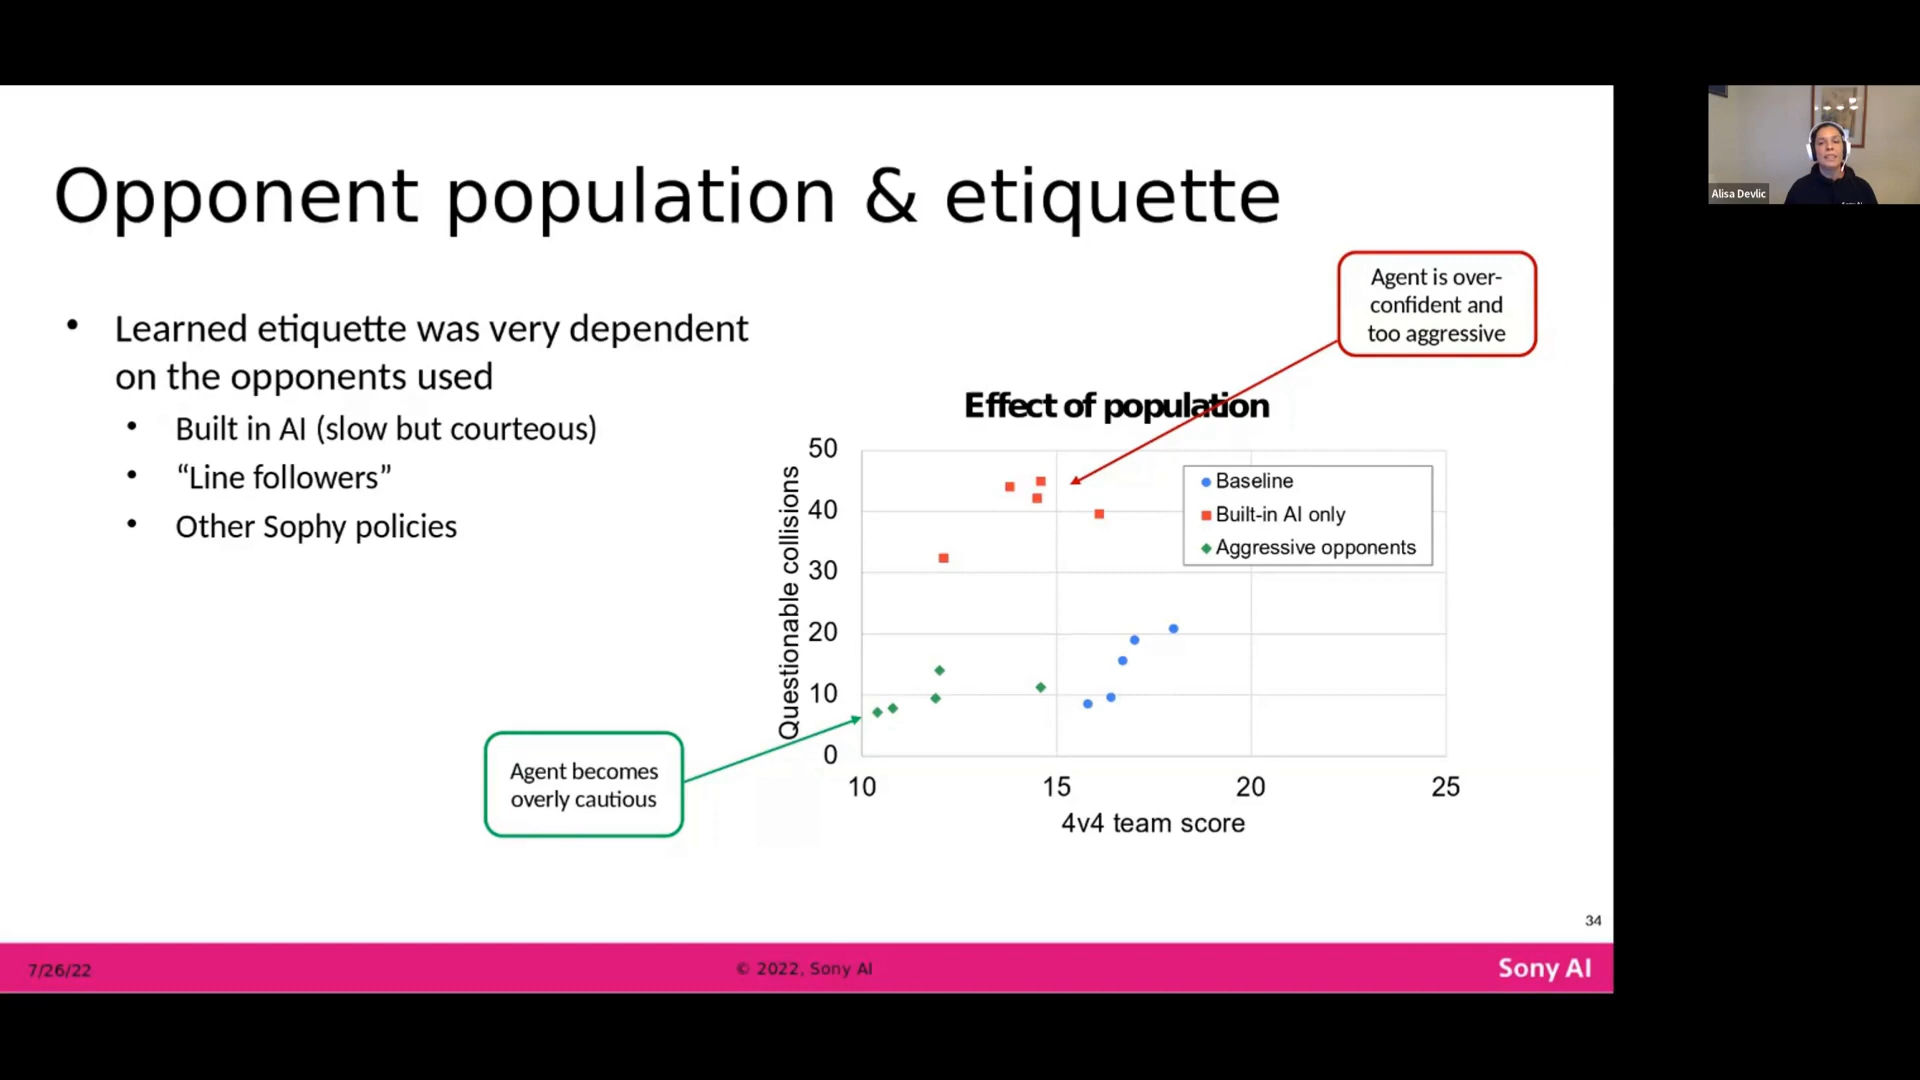 Alisa Devlic
Opponent population & etiquette
• Learned etiquette was very dependent
on the opponents used
• Built in AI (slow but courteous)
• “Line followers”
• Other Sophy policies
Agent is over-
confident and
too aggressive
Effect of population
Questionable collisions
50
40
30
20
10
0
Baseline
Built-in AI only
Aggressive opponents
10
15
20
25
4v4 team score
Agent becomes
overly cautious
34
7/26/22
© 2022, Sony AI
Sony AI